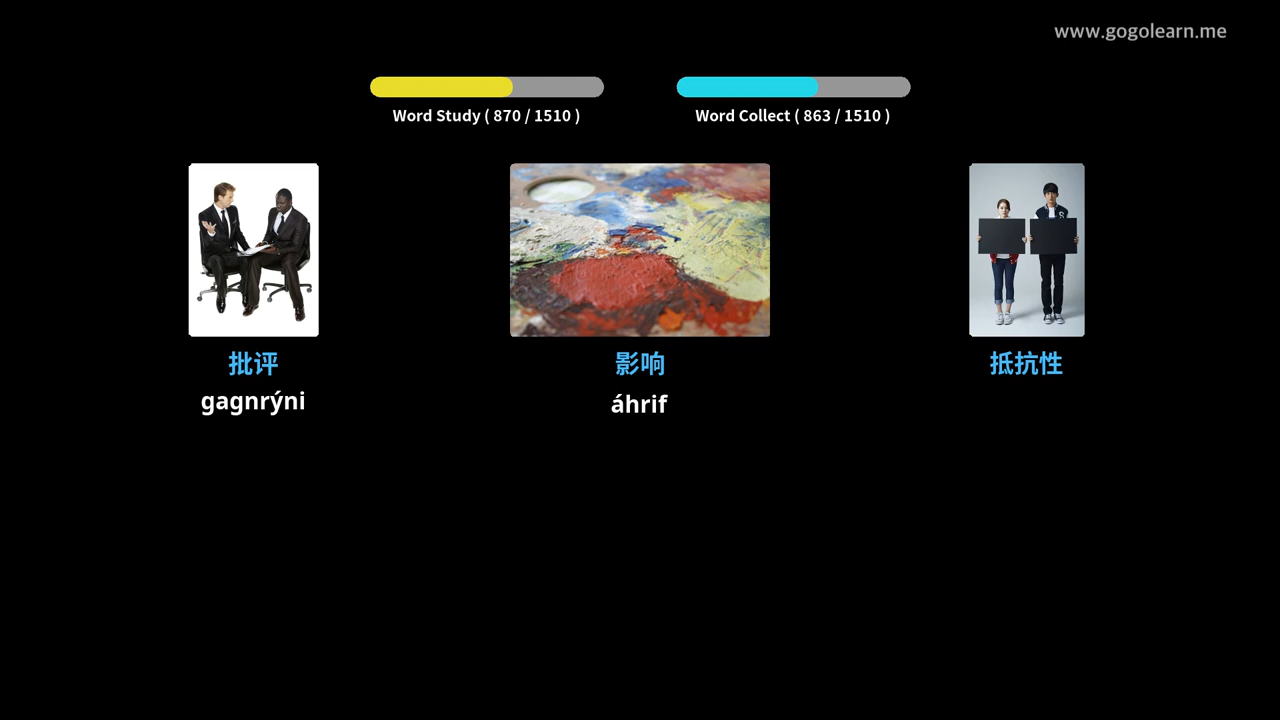 www.gogolearn.me
Word Study ( 870 / 1510 )
Word Collect ( 863 / 1510 )
批评
影响
抵抗性
gagnrýni
áhrif